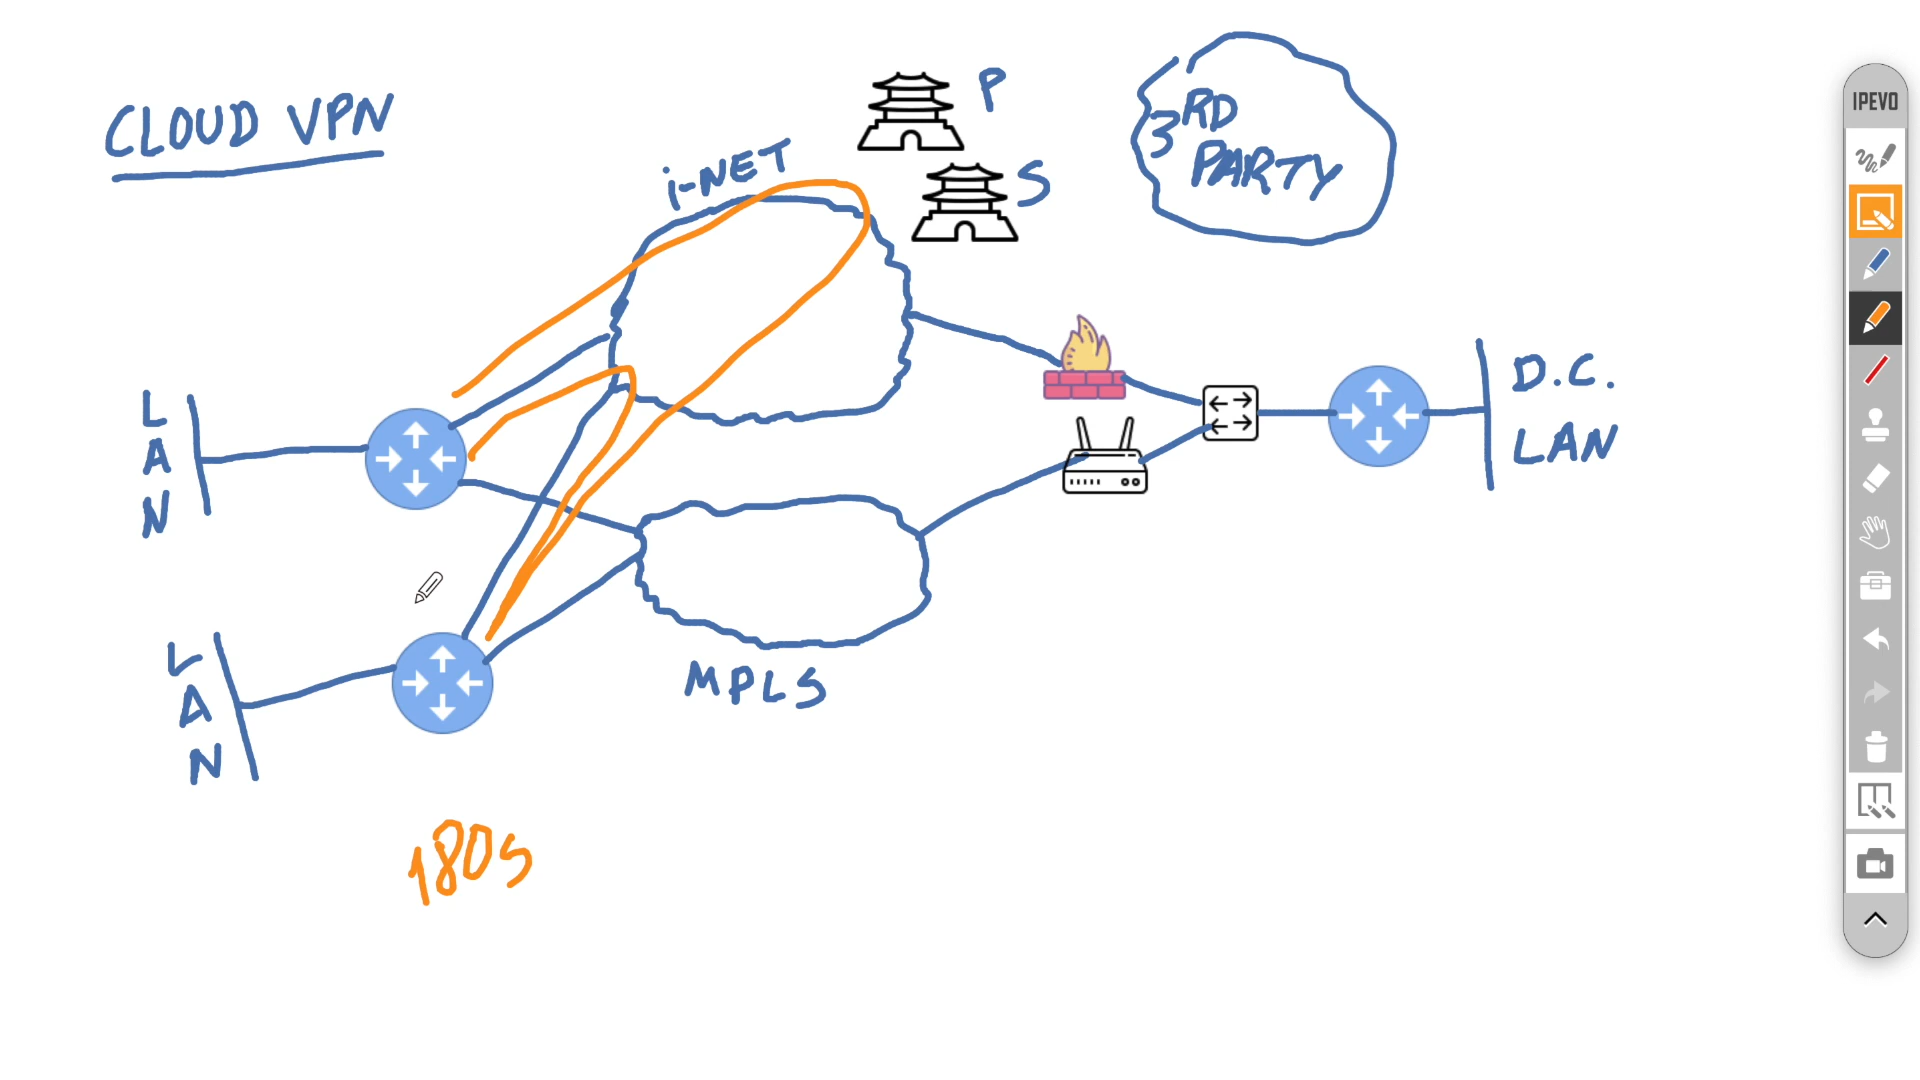 CLOUD VPN
i-NET
P
S
3RD
PARTY
IPEVO
L
A
N
D.C.
LAN
L
A
N
MPLS
180s